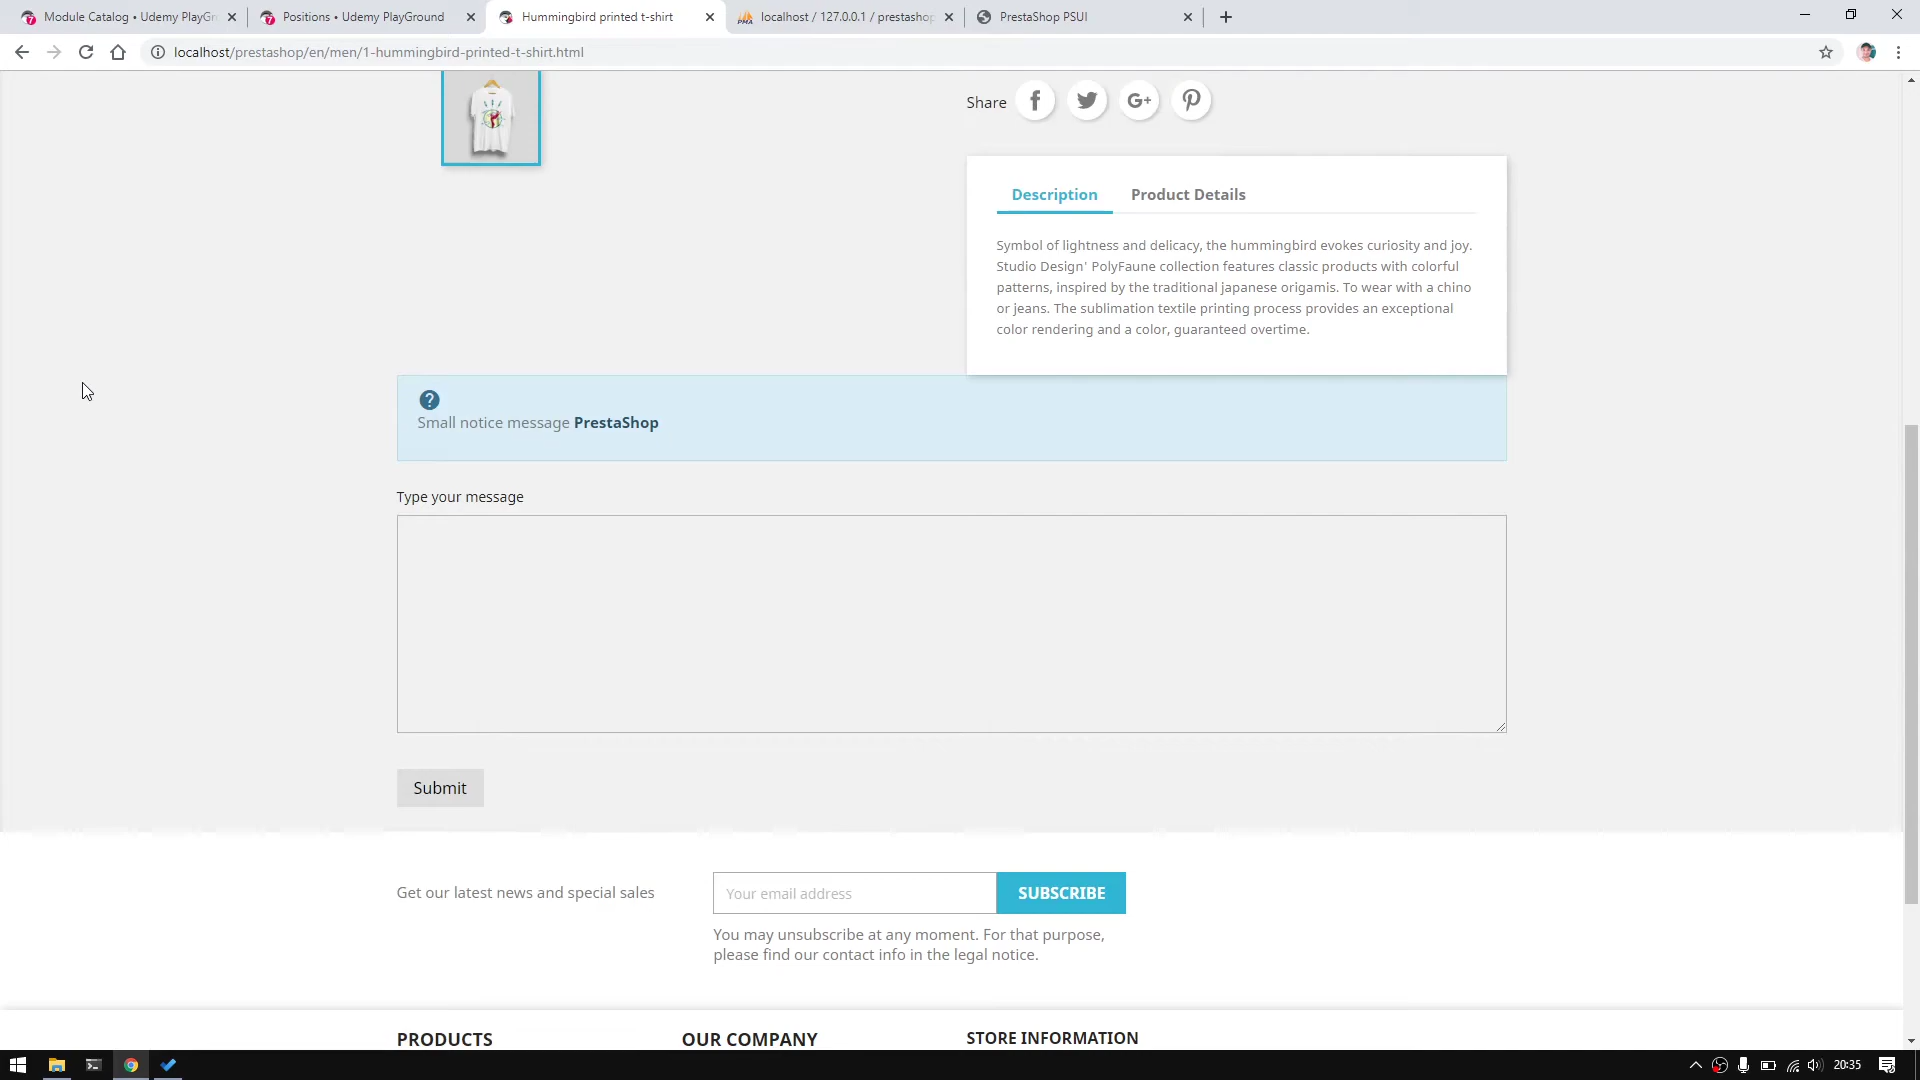 Module Catalog • Udemy PlayGr
Positions • Udemy PlayGround
Hummingbird printed t-shirt
localhost / 127.0.0.1 / prestashop
PrestaShop PSUI
localhost/prestashop/en/men/1-hummingbird-printed-t-shirt.html
Share
Description
Product Details
Symbol of lightness and delicacy, the hummingbird evokes curiosity and joy.
Studio Design' PolyFaune collection features classic products with colorful
patterns, inspired by the traditional japanese origamis. To wear with a chino
or jeans. The sublimation textile printing process provides an exceptional
color rendering and a color, guaranteed overtime.
Small notice message PrestaShop
Type your message
Submit
Get our latest news and special sales
Your email address
SUBSCRIBE
You may unsubscribe at any moment. For that purpose,
please find our contact info in the legal notice.
PRODUCTS
OUR COMPANY
STORE INFORMATION
20:35